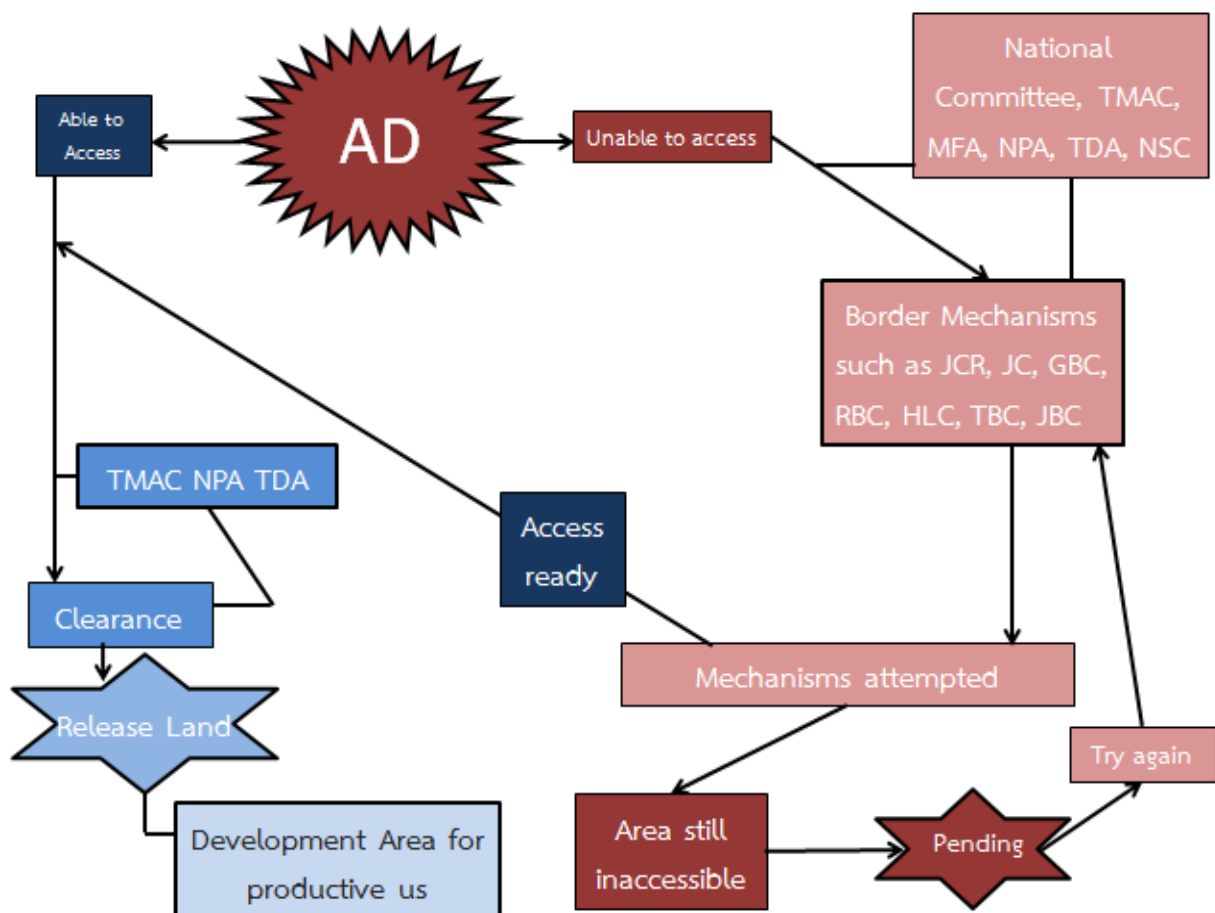 AD
Able to
Access
Unable to access
National
Committee, TMAC,
MFA, NPA, TDA, NSC
Border Mechanisms
such as JCR, JC, GBC,
RBC, HLC, TBC, JBC
TMAC NPA TDA
Access
ready
Clearance
Mechanisms attempted
Release Land
Try again
Area still
inaccessible
Pending
Development Area for
productive us